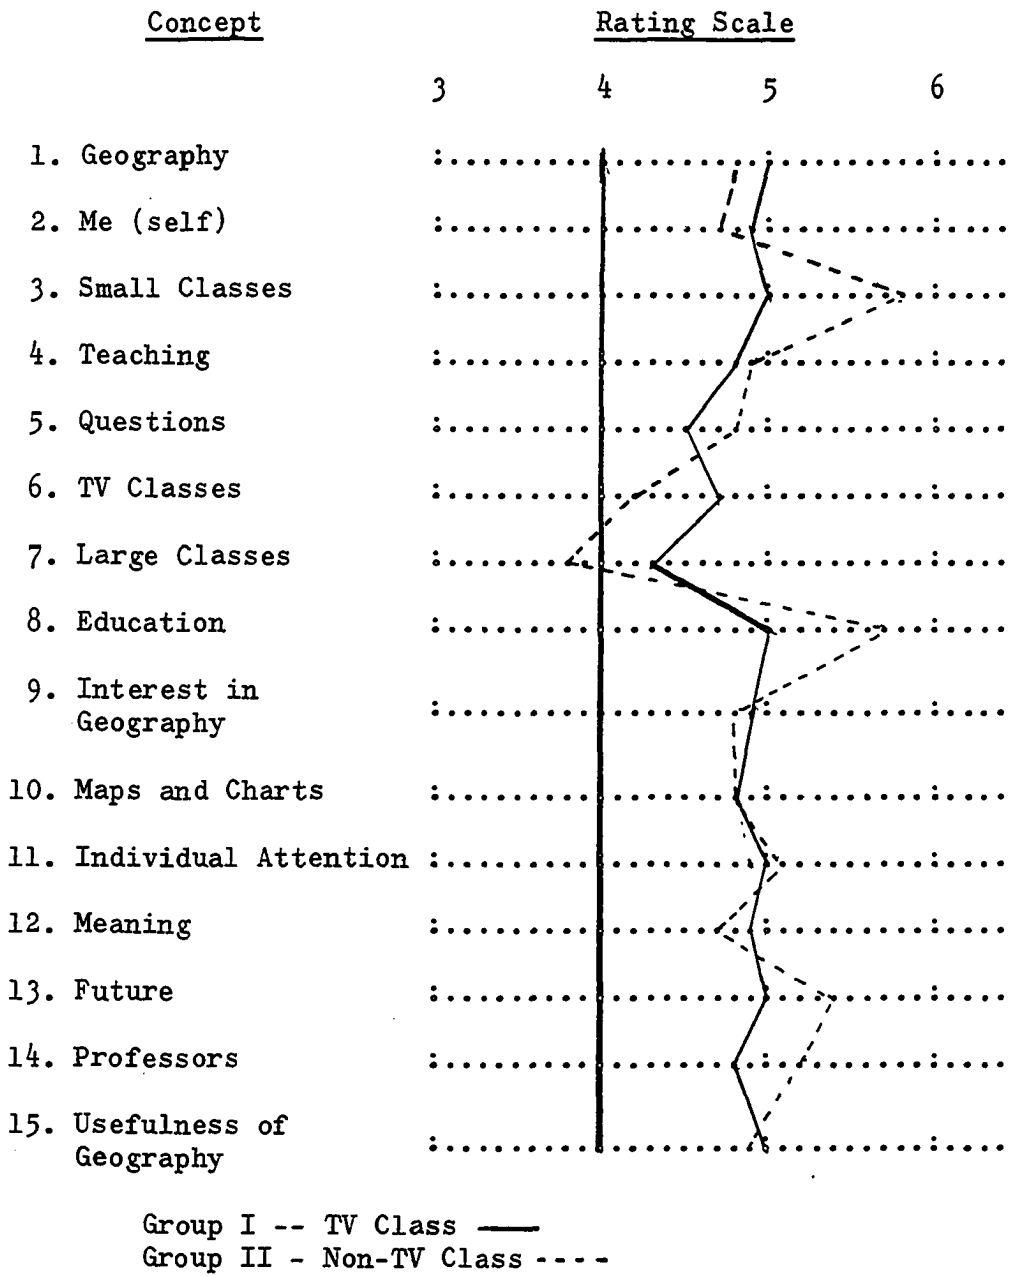 Concept Rating Scale
3 4 5 6
1. Geography
2. Me (self)
3. Small Classes
4. Teaching
5. Questions
6. TV Classes
7. Large Classes
8. Education
9. Interest in
Geography
10. Maps and Charts
11. Individual Attention
12. Meaning
13. Future
14. Professors
15. Usefulness of
Geography
Group I -- TV Class
Group II - Non-TV Class